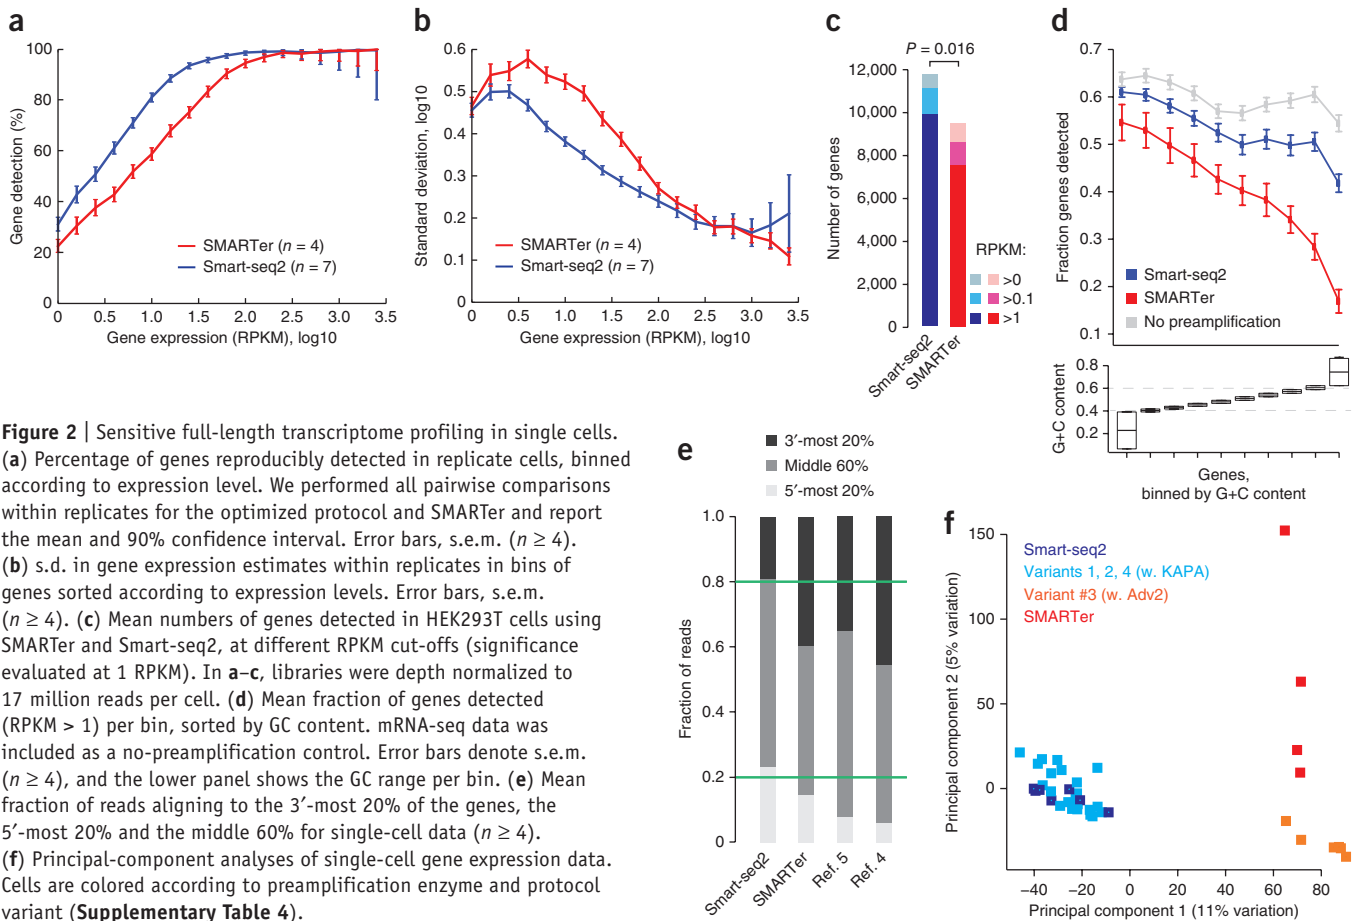 a
100
80
60
40
20
0
Gene detection (%)
SMARTer (n = 4)
Smart-seq2 (n = 7)
0 0.5 1.0 1.5 2.0 2.5 3.0 3.5
Gene expression (RPKM), log10
b
0.6
0.5
0.4
0.3
0.2
0.1
0
Standard deviation, log10
SMARTer (n = 4)
Smart-seq2 (n = 7)
0 0.5 1.0 1.5 2.0 2.5 3.0 3.5
Gene expression (RPKM), log10
c
P = 0.016
12,000
10,000
8,000
6,000
4,000
2,000
0
Number of genes
RPKM:
>0
>0.1
>1
Smart-seq2
SMARTer
d
0.7
0.6
0.5
0.4
0.3
0.2
0.1
Fraction genes detected
Smart-seq2
SMARTer
No preamplification
0.8
0.6
0.4
0.2
G+C content
Genes,
binned by G+C content
Figure 2 | Sensitive full-length transcriptome profiling in single cells.
(a) Percentage of genes reproducibly detected in replicate cells, binned
according to expression level. We performed all pairwise comparisons
within replicates for the optimized protocol and SMARTer and report
the mean and 90% confidence interval. Error bars, s.e.m. (n ≥ 4).
(b) s.d. in gene expression estimates within replicates in bins of
genes sorted according to expression levels. Error bars, s.e.m.
(n ≥ 4). (c) Mean numbers of genes detected in HEK293T cells using
SMARTer and Smart-seq2, at different RPKM cut-offs (significance
evaluated at 1 RPKM). In a–c, libraries were depth normalized to
17 million reads per cell. (d) Mean fraction of genes detected
(RPKM > 1) per bin, sorted by GC content. mRNA-seq data was
included as a no-preamplification control. Error bars denote s.e.m.
(n ≥ 4), and the lower panel shows the GC range per bin. (e) Mean
fraction of reads aligning to the 3′-most 20% of the genes, the
5′-most 20% and the middle 60% for single-cell data (n ≥ 4).
(f) Principal-component analyses of single-cell gene expression data.
Cells are colored according to preamplification enzyme and protocol
variant (Supplementary Table 4).
e
3′-most 20%
Middle 60%
5′-most 20%
1.0
0.8
0.6
0.4
0.2
0
Fraction of reads
Smart-seq2
SMARTer
Ref. 5
Ref. 4
f
150
100
50
0
Principal component 2 (5% variation)
Smart-seq2
Variants 1, 2, 4 (w. KAPA)
Variant #3 (w. Adv2)
SMARTer
−40 −20 0 20 40 60 80
Principal component 1 (11% variation)